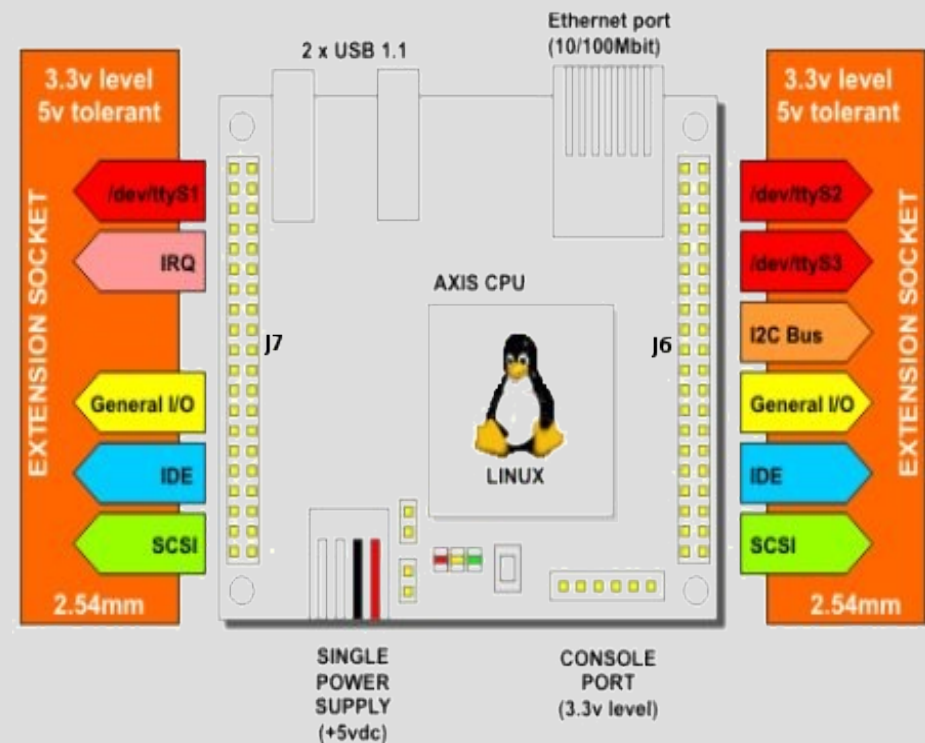 Ethernet port
(10/100Mbit)
2 x USB 1.1
3.3v level
5v tolerant
3.3v level
5v tolerant
EXTENSION SOCKET
/dev/ttyS1
IRQ
General I/O
IDE
SCSI
2.54mm
J7
AXIS CPU
LINUX
J6
/dev/ttyS2
/dev/ttyS3
I2C Bus
General I/O
IDE
SCSI
EXTENSION SOCKET
2.54mm
SINGLE
POWER
SUPPLY
(+5vdc)
CONSOLE
PORT
(3.3v level)